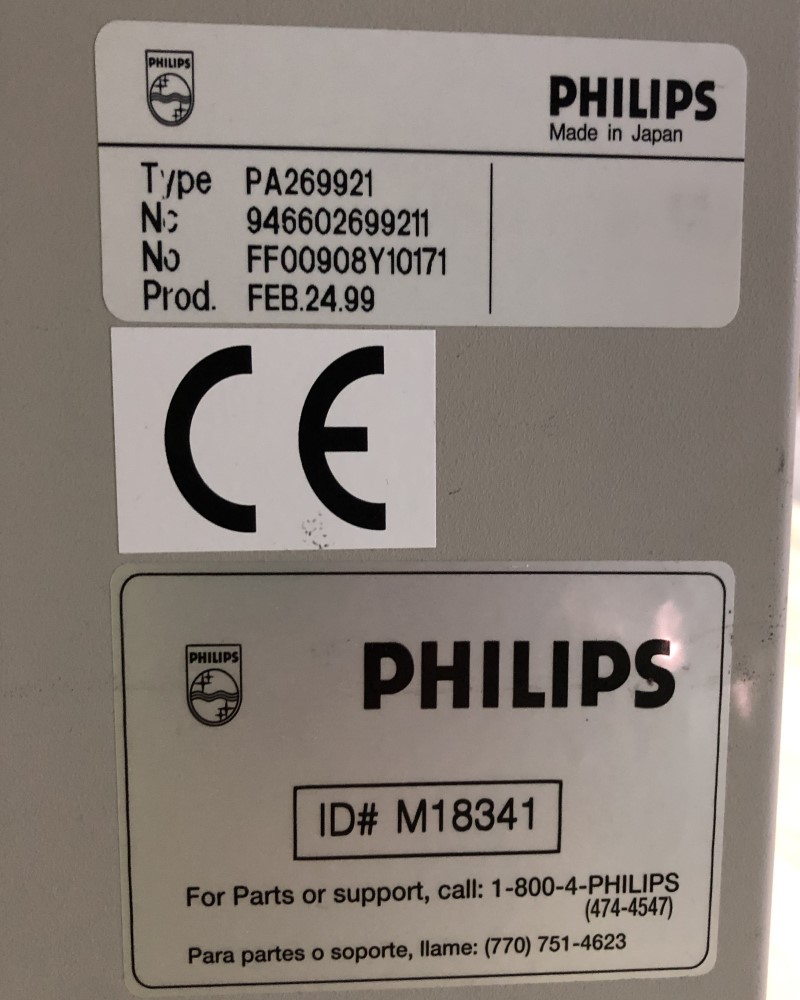 PHILIPS
PHILIPS
Made in Japan
Type PA269921
No 946602699211
No FF00908Y10171
Prod. FEB.24.99
CE
PHILIPS
PHILIPS
ID# M18341
For Parts or support, call: 1-800-4-PHILIPS
(474-4547)
Para partes o soporte, llame: (770) 751-4623